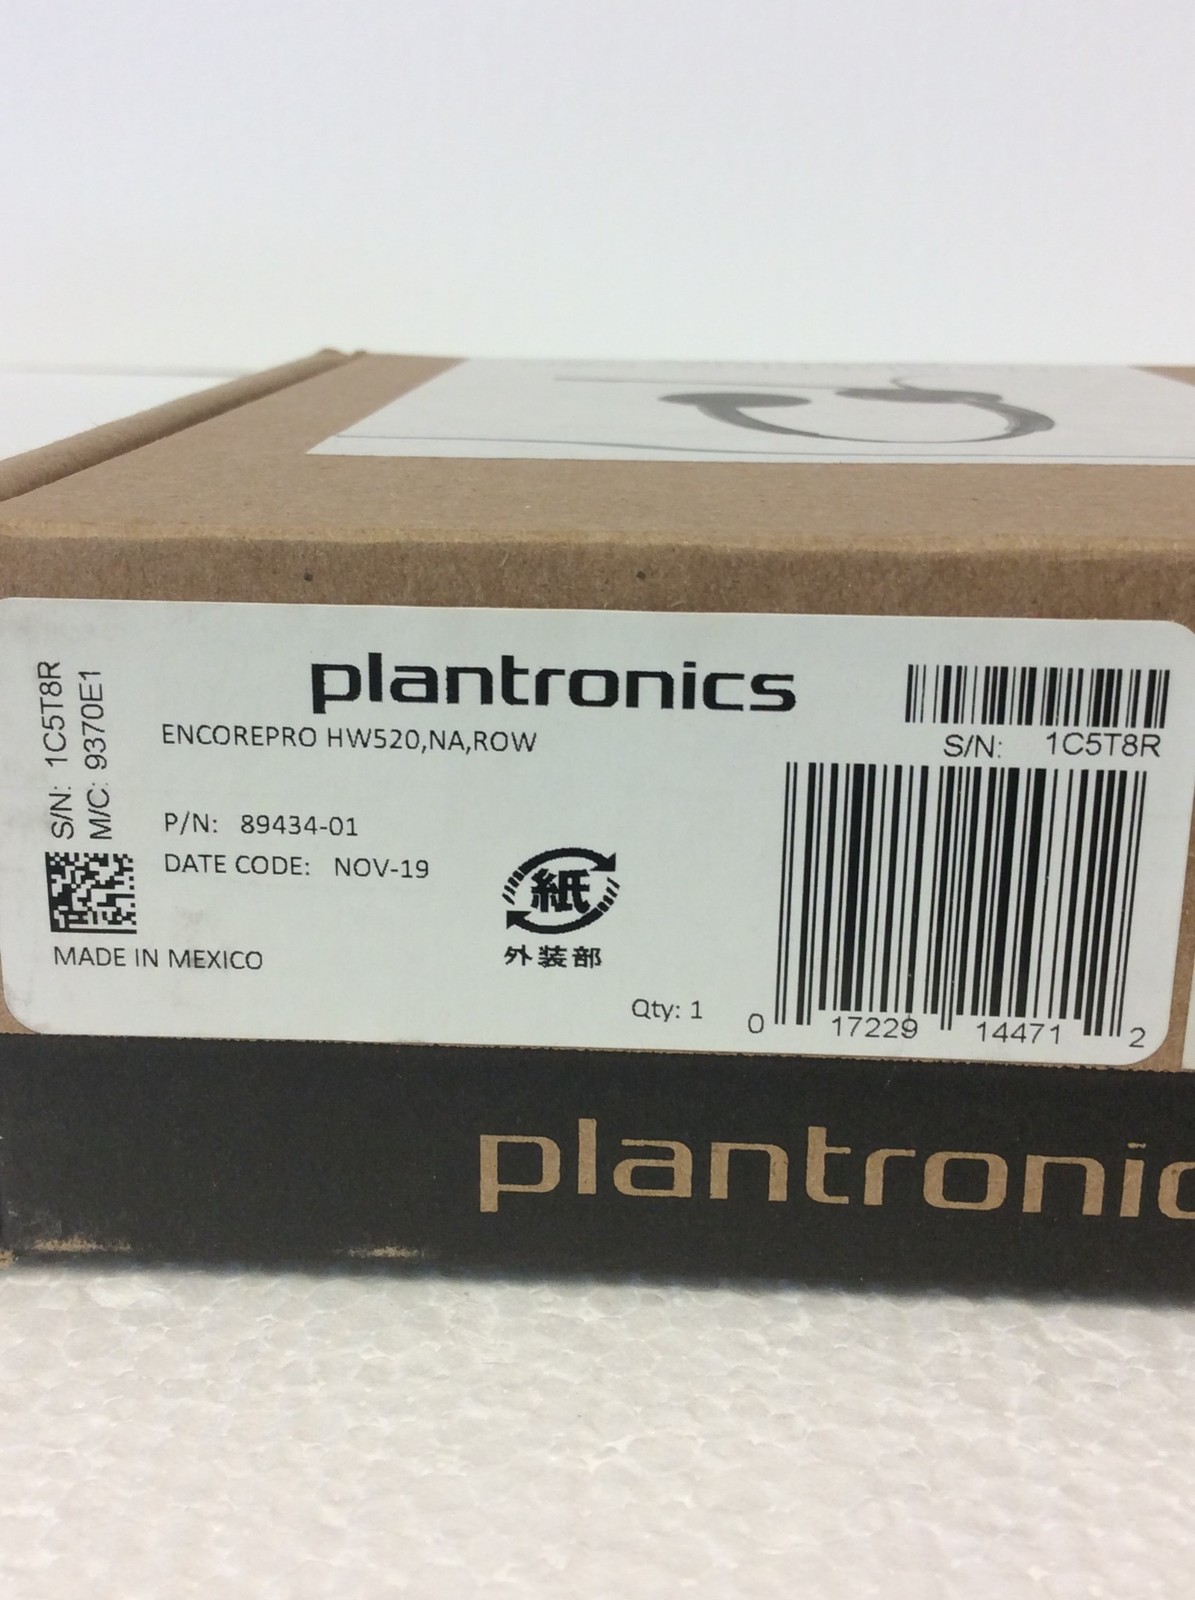 plantronics
ENCOREPRO HW520,NA,ROW
S/N: 1C5T8R
M/C: 9370E1
S/N: 1C5T8R
P/N: 89434-01
DATE CODE: NOV-19
紙
外装部
MADE IN MEXICO
Qty: 1
0 17229 14471 2
plantronic